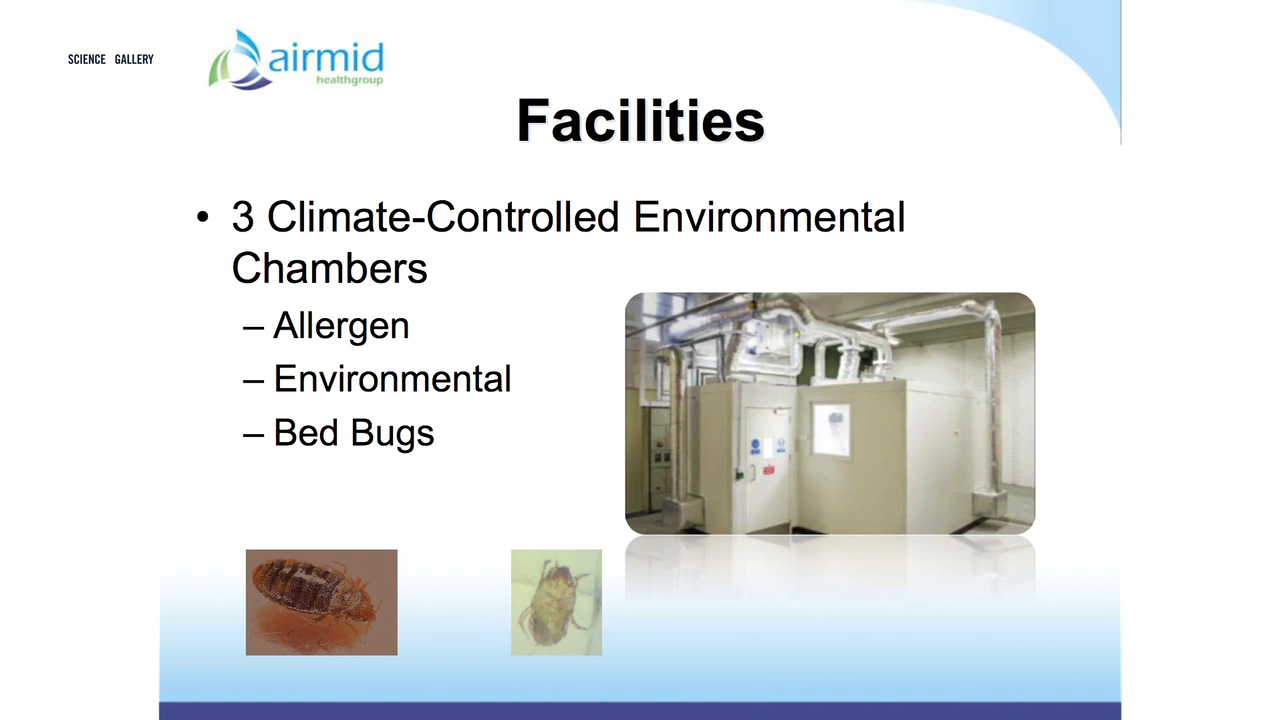 SCIENCE GALLERY
airmid
healthgroup
Facilities
• 3 Climate-Controlled Environmental
Chambers
– Allergen
– Environmental
– Bed Bugs